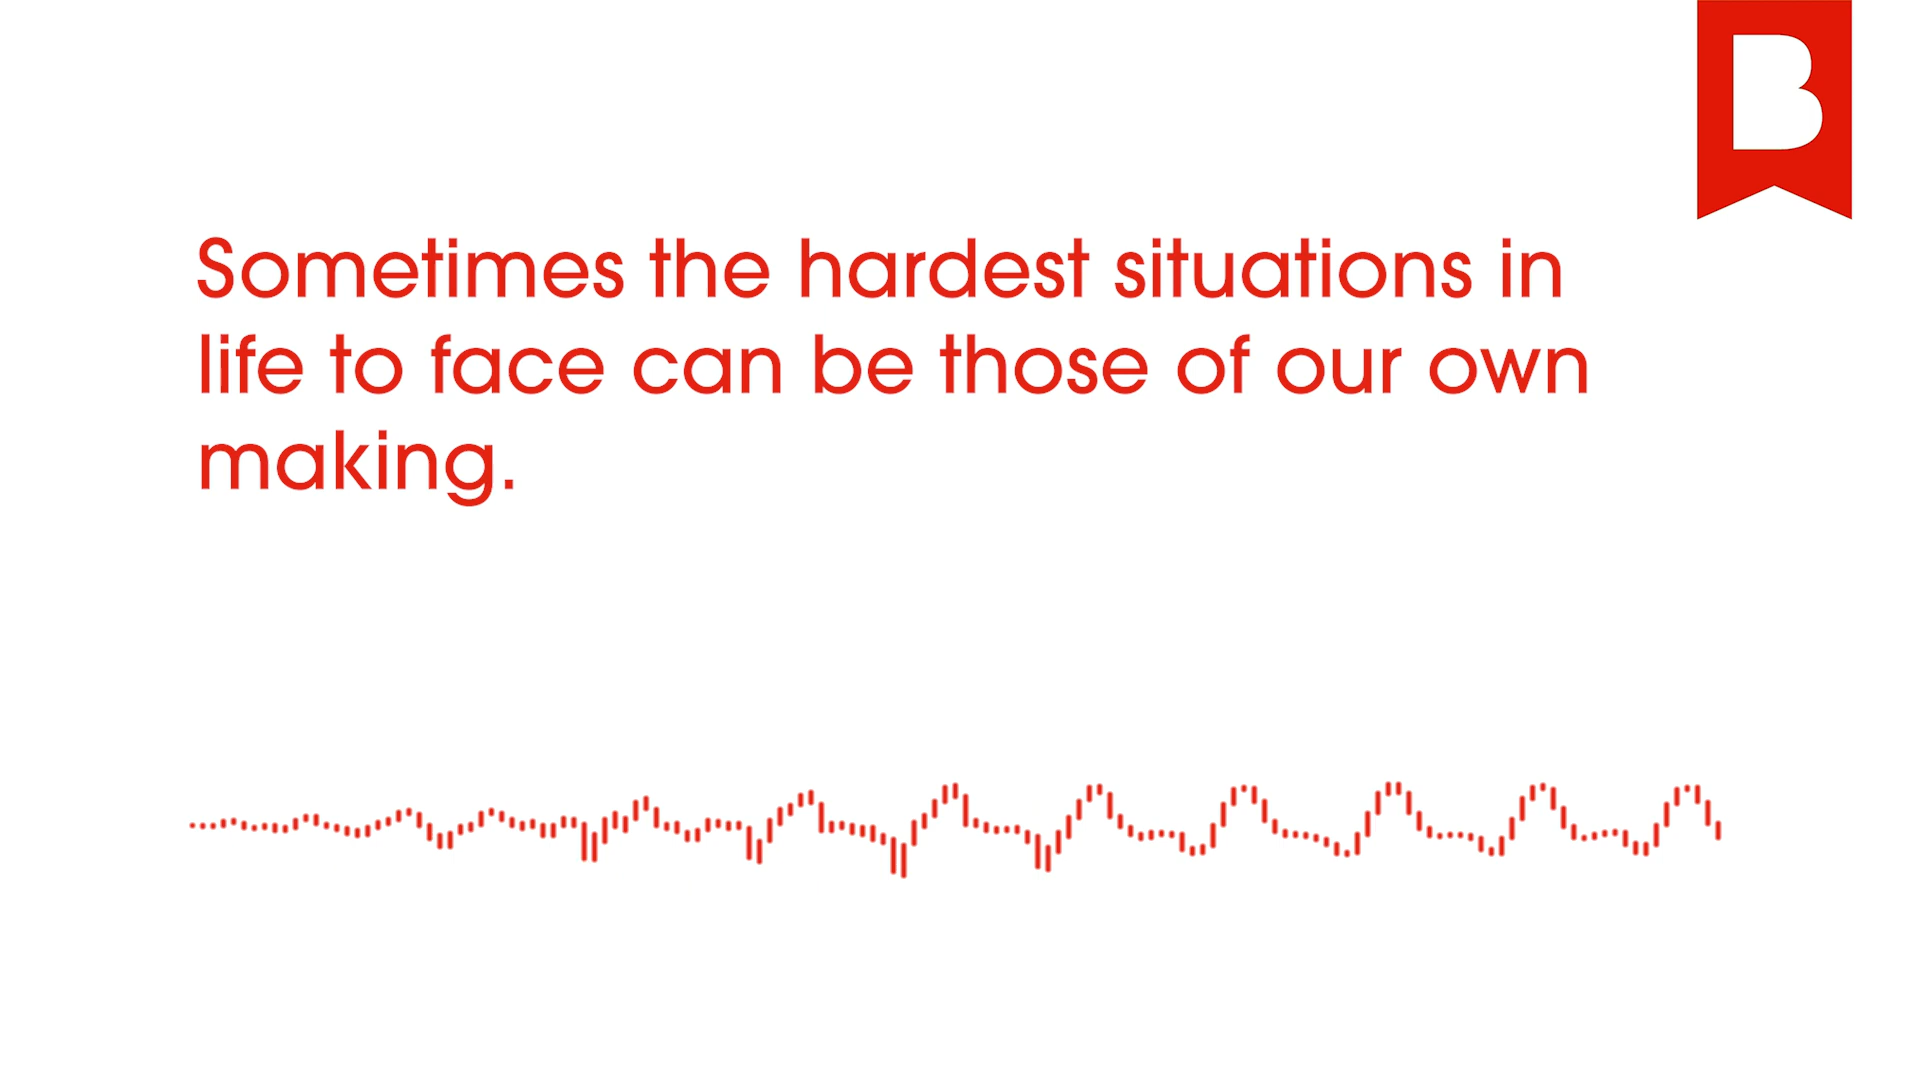 B
Sometimes the hardest situations in
life to face can be those of our own
making.